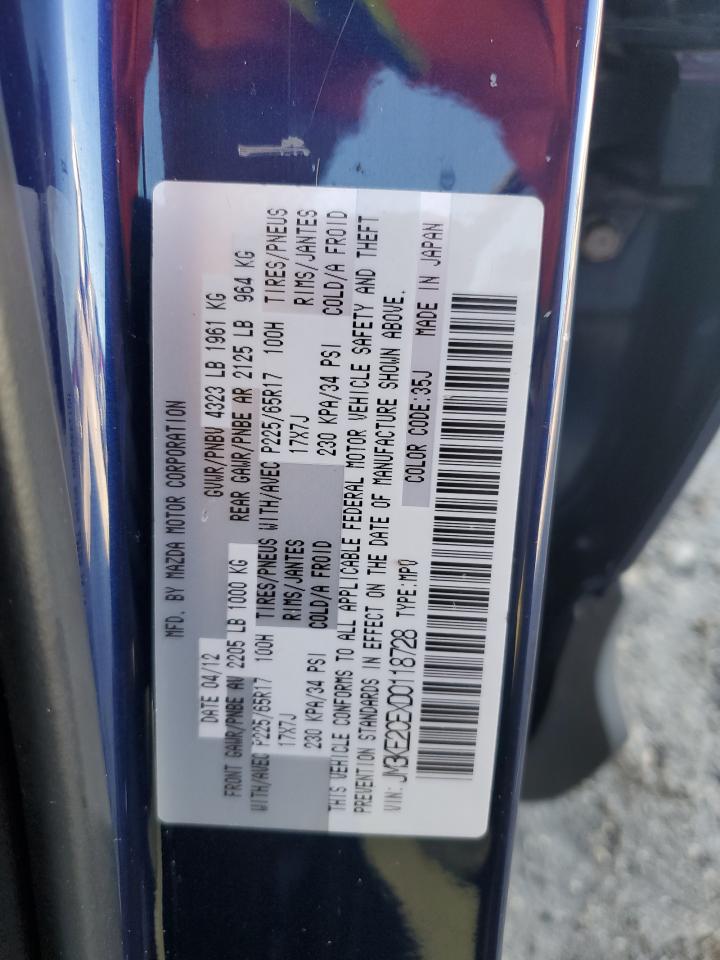 MFD. BY MAZDA MOTOR CORPORATION
DATE 04/12 GVWR/PNBV 4323 LB 1961 KG
FRONT GAWR/PNBE AV 2205 LB 1000 KG REAR GAWR/PNBE AR 2125 LB 964 KG
WITH/AVEC P225/65R17 100H TIRES/PNEUS WITH/AVEC P225/65R17 100H TIRES/PNEUS
17X7J RIMS/JANTES 17X7J RIMS/JANTES
230 KPA/34 PSI COLD/A FROID 230 KPA/34 PSI COLD/A FROID
THIS VEHICLE CONFORMS TO ALL APPLICABLE FEDERAL MOTOR VEHICLE SAFETY AND THEFT
PREVENTION STANDARDS IN EFFECT ON THE DATE OF MANUFACTURE SHOWN ABOVE.
VIN: JM3KE2CEXD0118728 TYPE:MPV COLOR CODE:35J MADE IN JAPAN